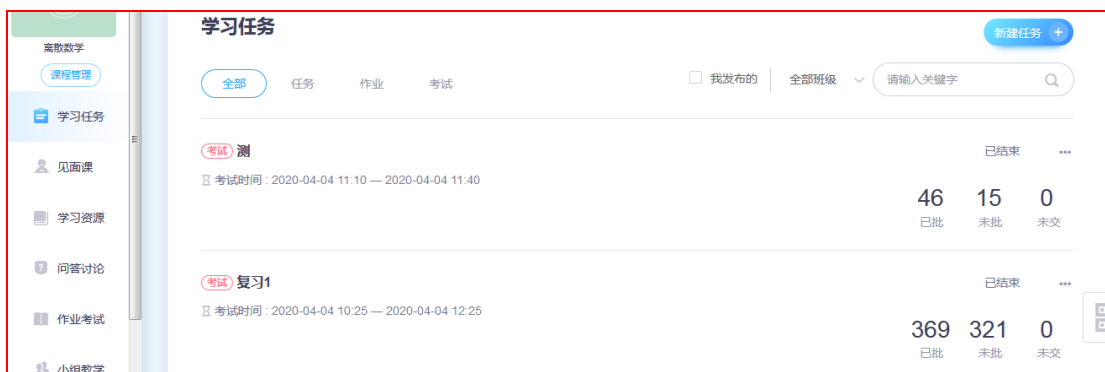 离散数学
课程管理
学习任务
见面课
学习资源
问答讨论
作业考试
小组教学
学习任务
新建任务 +
全部 任务 作业 考试
我发布的 全部班级 请输入关键字
考试 测 已结束
考试时间 : 2020-04-04 11:10 — 2020-04-04 11:40
46 15 0
已批 未批 未交
考试 复习1 已结束
考试时间 : 2020-04-04 10:25 — 2020-04-04 12:25
369 321 0
已批 未批 未交